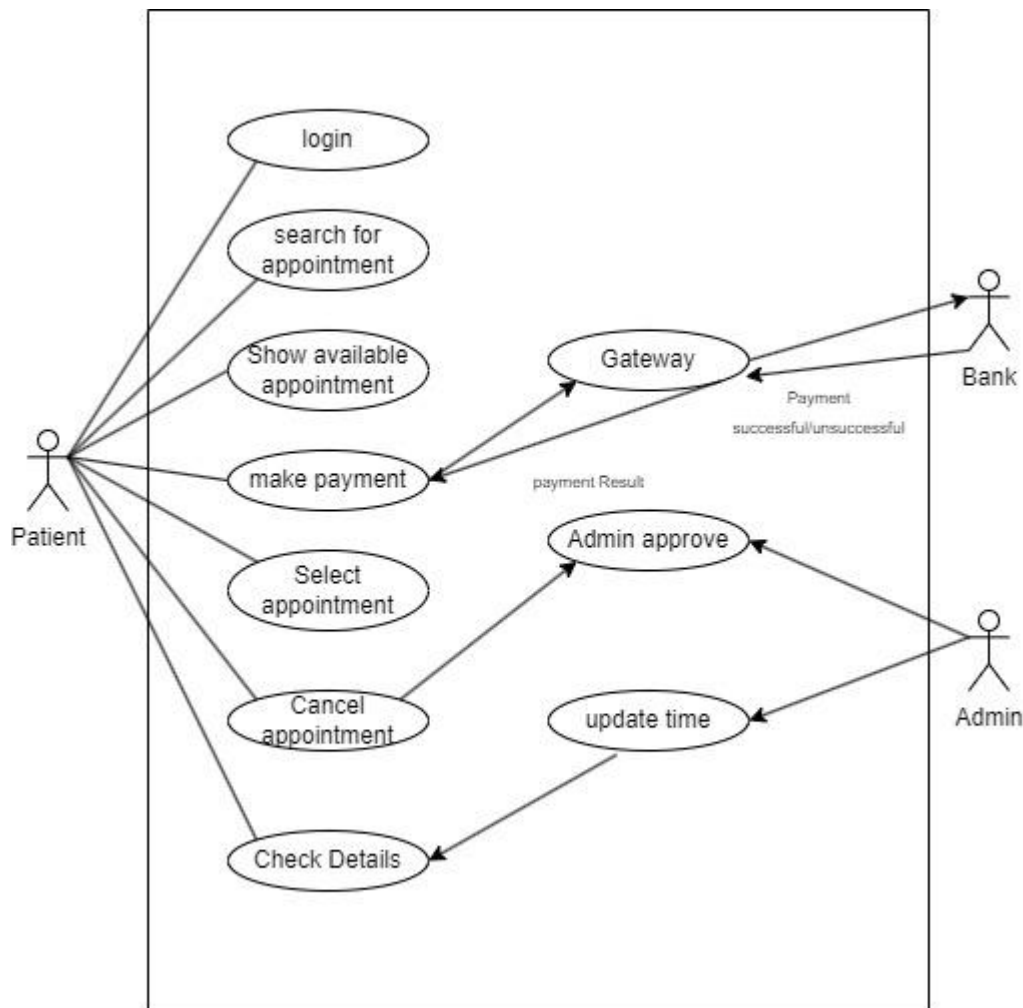 login
search for
appointment
Show available
appointment
Gateway
Bank
Payment
successful/unsuccessful
make payment
payment Result
Patient
Admin approve
Select
appointment
Cancel
appointment
update time
Admin
Check Details